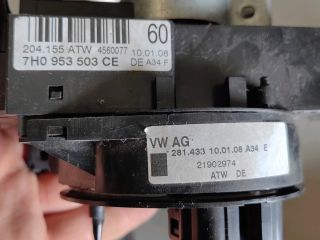 60
204.155 ATW 4560077 10.01.08
7H0 953 503 CE DE A34 F
VW AG
281.433 10.01.08 A34 E
21902974
ATW DE